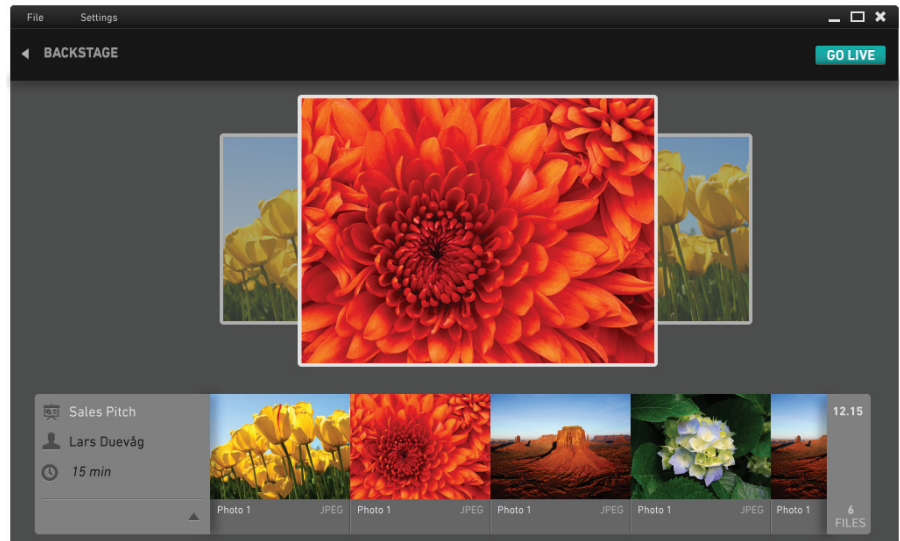 File Settings
BACKSTAGE
GO LIVE
Sales Pitch
Lars Duevåg
15 min
12.15
Photo 1 JPEG Photo 1 JPEG Photo 1 JPEG Photo 1 JPEG Photo 1
6
FILES